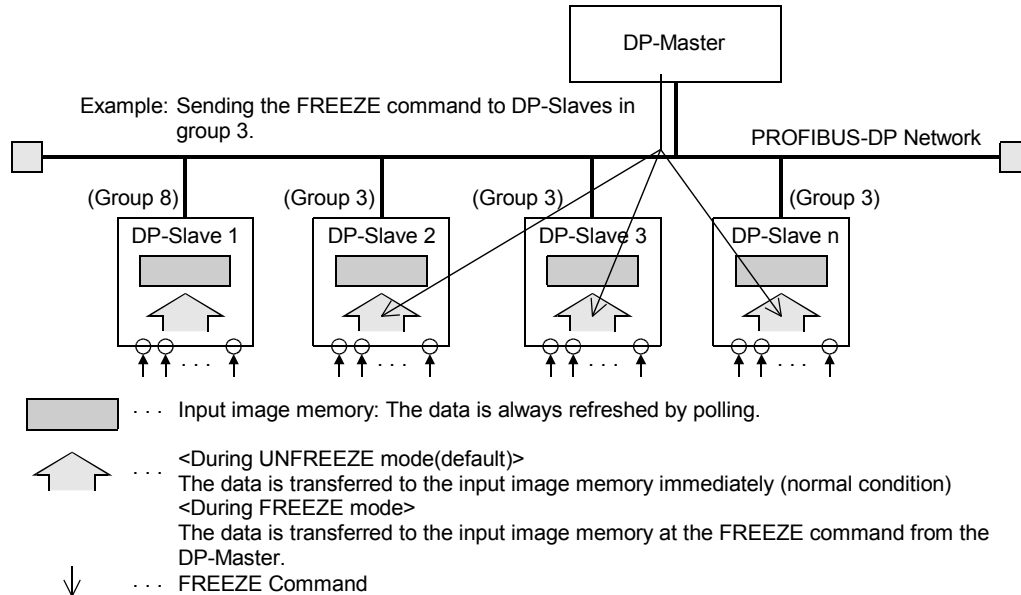 DP-Master
Example: Sending the FREEZE command to DP-Slaves in
group 3.
PROFIBUS-DP Network
(Group 8) (Group 3) (Group 3) (Group 3)
DP-Slave 1 DP-Slave 2 DP-Slave 3 DP-Slave n
· · · · · · · · · · · ·
· · · Input image memory: The data is always refreshed by polling.
<During UNFREEZE mode(default)>
· · · The data is transferred to the input image memory immediately (normal condition)
<During FREEZE mode>
The data is transferred to the input image memory at the FREEZE command from the
DP-Master.
· · · FREEZE Command